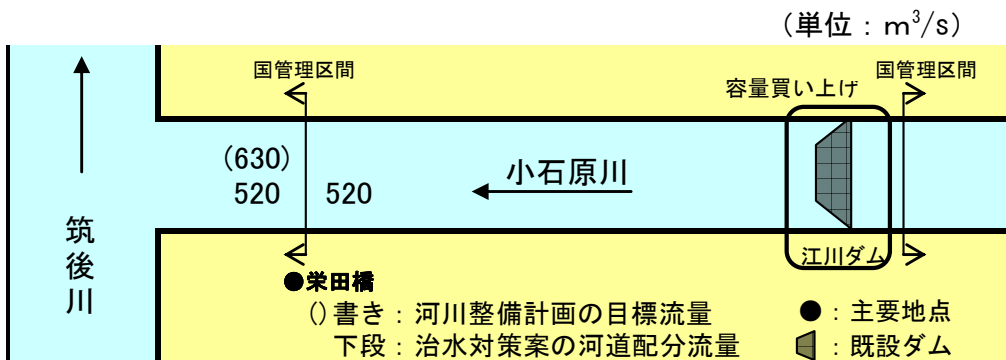 (単位：m³/s)
国管理区間
国管理区間
容量買い上げ
(630)
520
520
小石原川
筑後川
江川ダム
●栄田橋
()書き：河川整備計画の目標流量
●：主要地点
下段：治水対策案の河道配分流量
：既設ダム